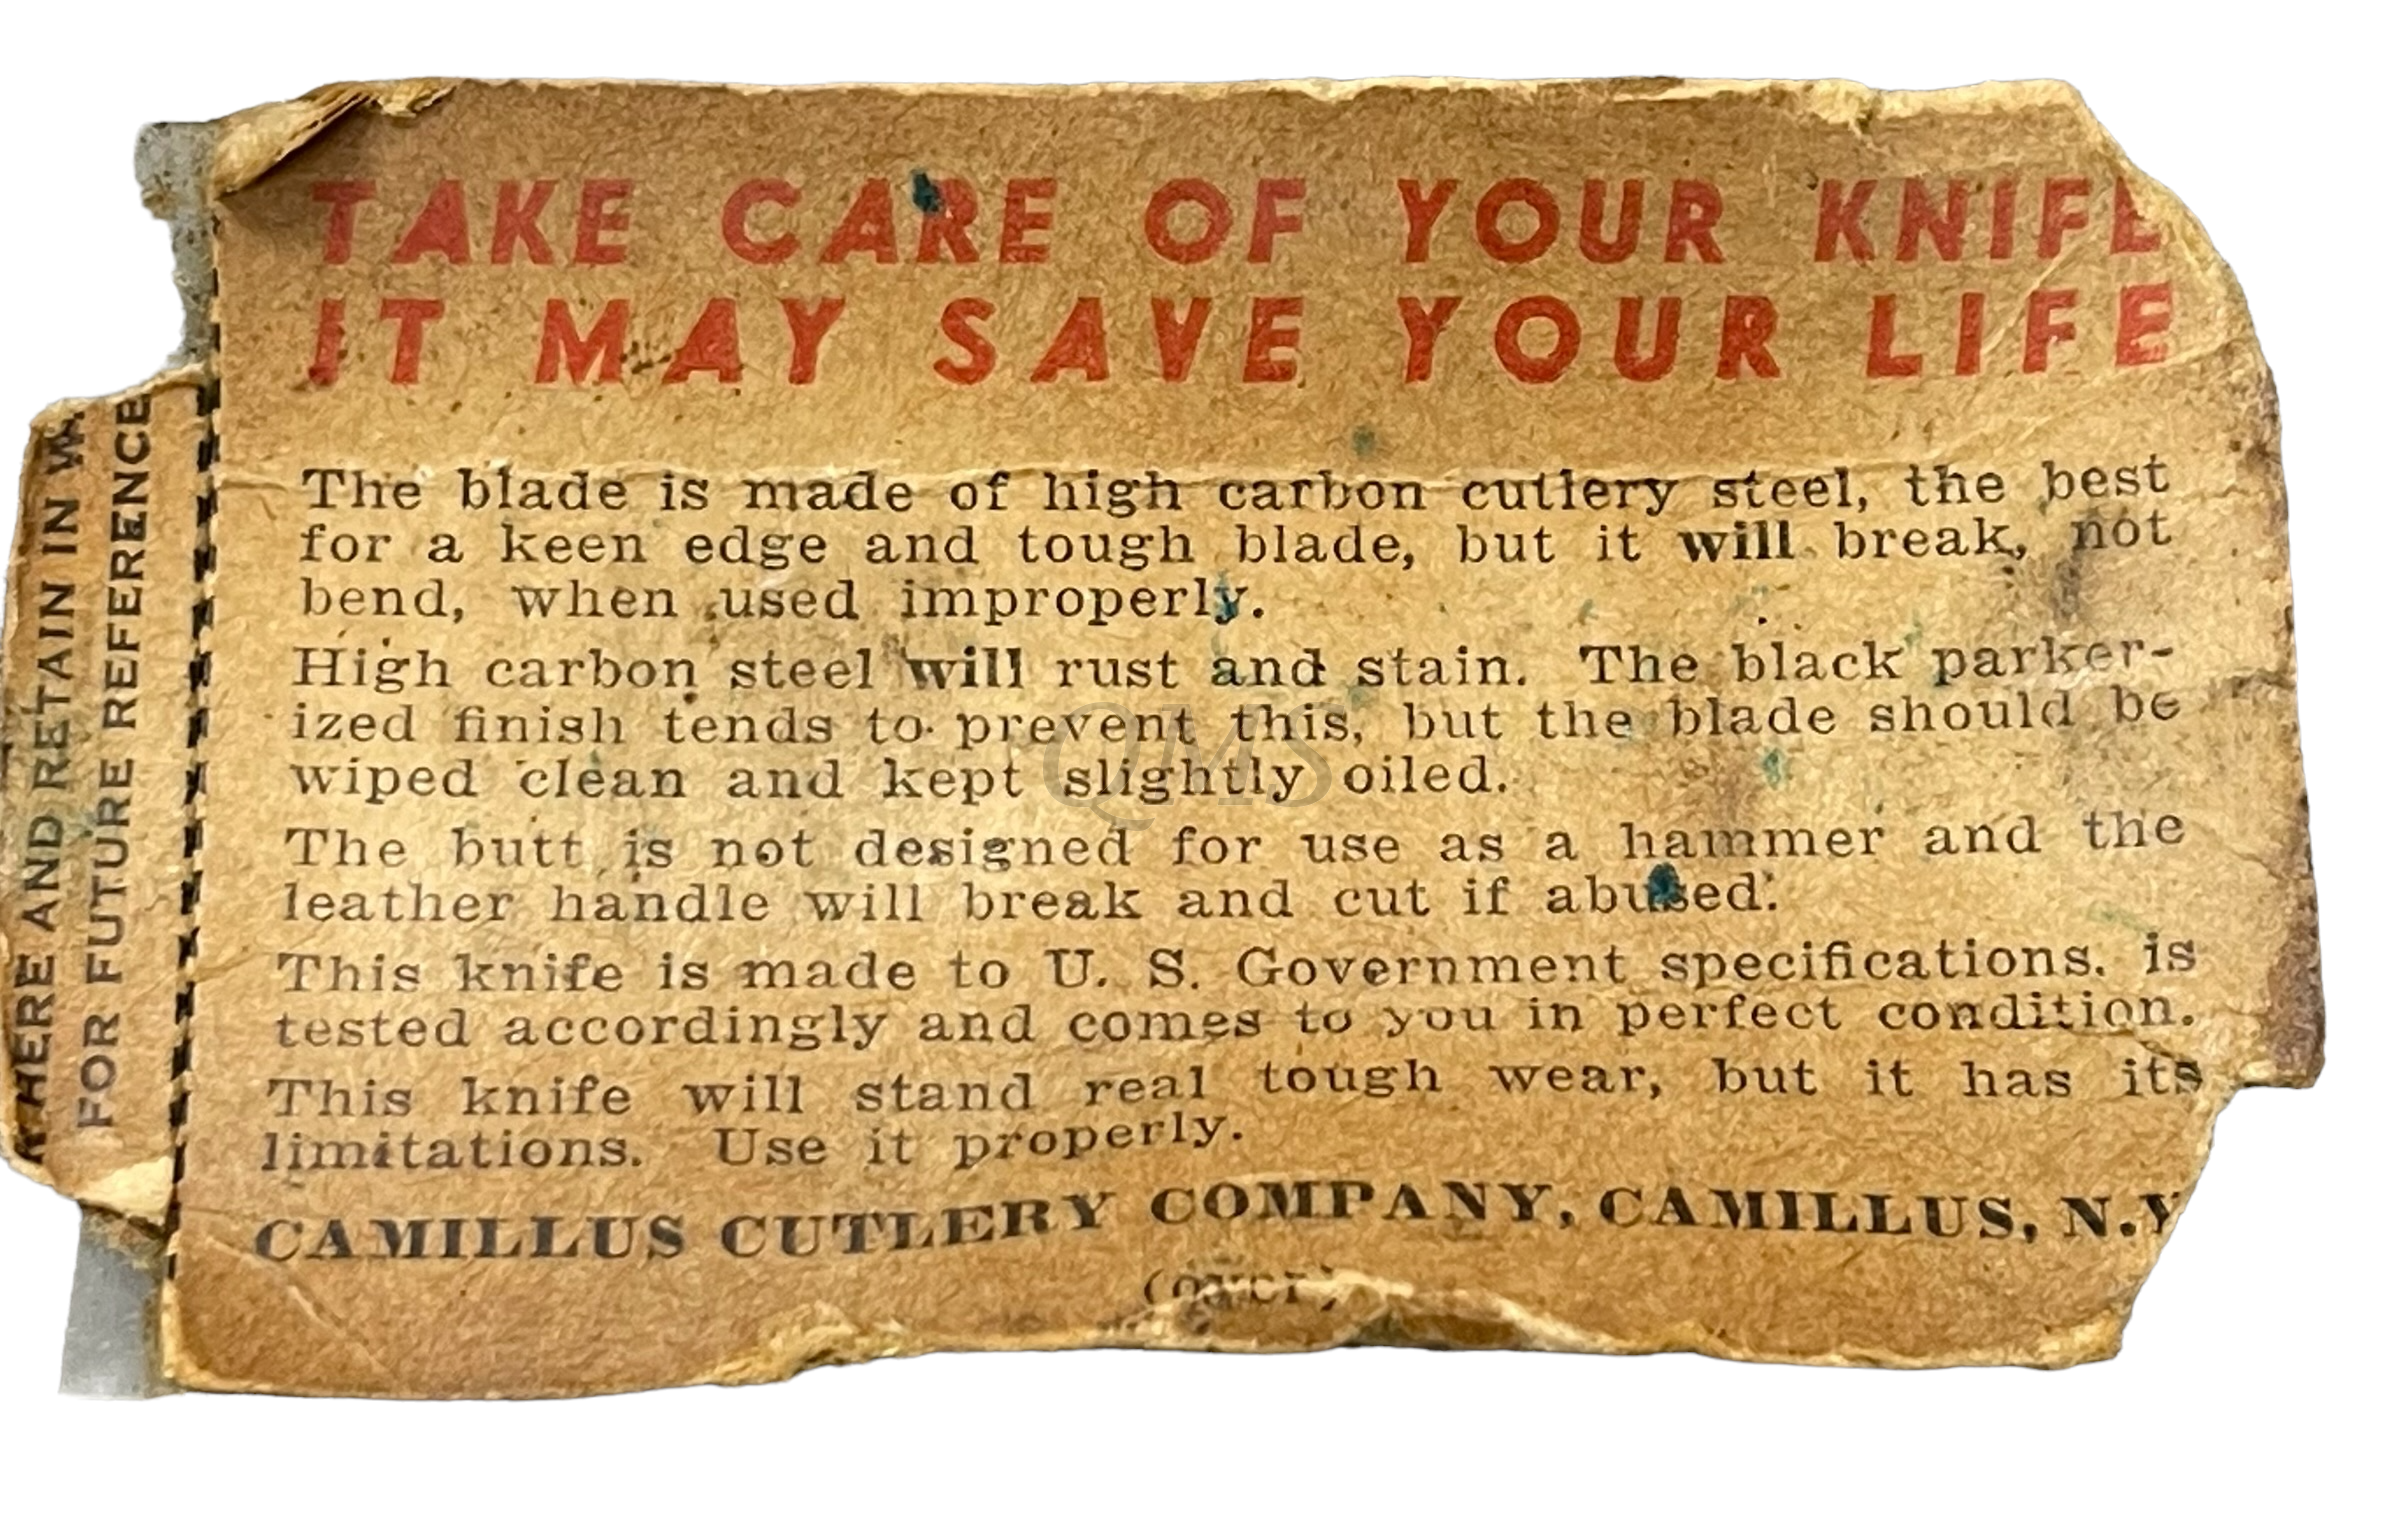 TAKE CARE OF YOUR KNIFE
IT MAY SAVE YOUR LIFE
The blade is made of high carbon cutlery steel, the best
for a keen edge and tough blade, but it will break, not
bend, when used improperly.
High carbon steel will rust and stain. The black parker-
ized finish tends to prevent this, but the blade should be
wiped clean and kept slightly oiled.
The butt is not designed for use as a hammer and the
leather handle will break and cut if abused.
This knife is made to U. S. Government specifications. is
tested accordingly and comes to you in perfect condition.
This knife will stand real tough wear, but it has its
limitations. Use it properly.
CAMILLUS CUTLERY COMPANY, CAMILLUS, N.Y
(over)
HERE AND RETAIN IN
FOR FUTURE REFERENCE
QMS